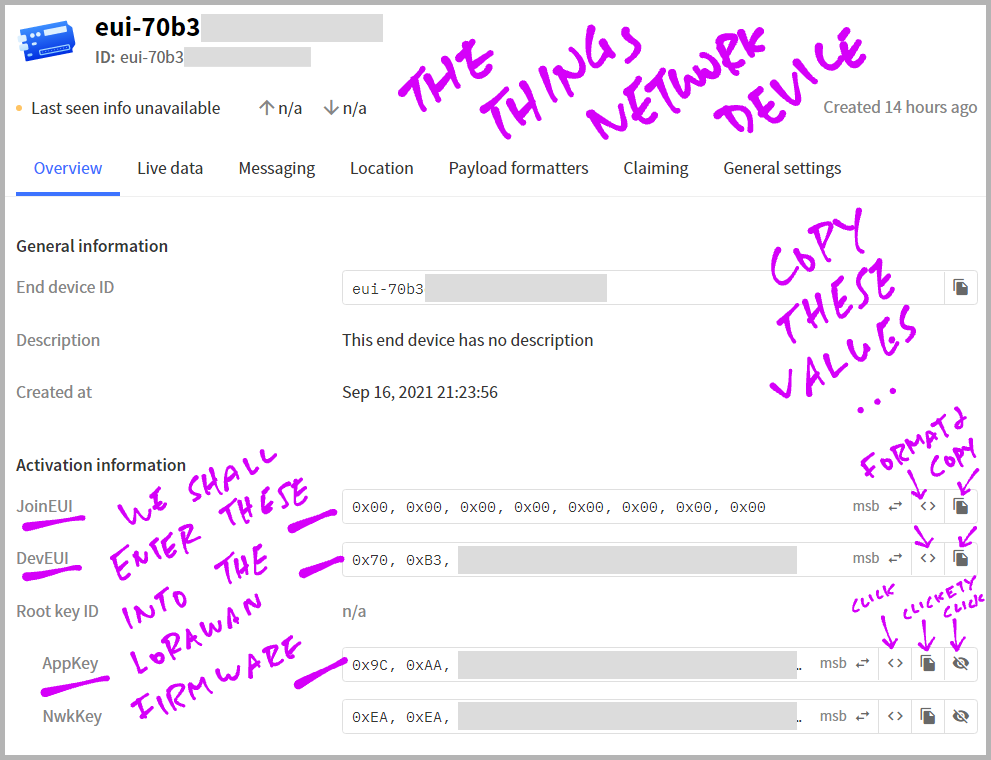 eui-70b3
ID: eui-70b3
THE THINGS NETWORK DEVICE
Last seen info unavailable ↑ n/a ↓ n/a
Created 14 hours ago
Overview Live data Messaging Location Payload formatters Claiming General settings
General information
End device ID eui-70b3
Description This end device has no description
Created at Sep 16, 2021 21:23:56
COPY
THESE
VALUES
...
Activation information
FORMAT &
COPY
JoinEUI 0x00, 0x00, 0x00, 0x00, 0x00, 0x00, 0x00, 0x00 msb <>
DevEUI 0x70, 0xB3, msb <>
Root key ID n/a
CLICK
CLICKETY
CLICK
AppKey 0x9C, 0xAA, … msb <>
NwkKey 0xEA, 0xEA, … msb <>
WE SHALL
ENTER THESE
INTO THE
LORAWAN
FIRMWARE